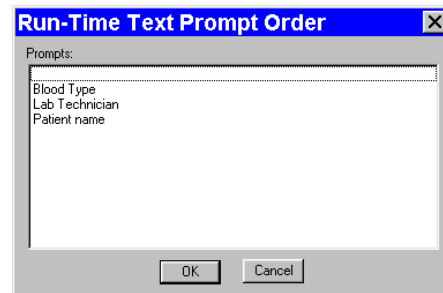 Run-Time Text Prompt Order
Prompts:
Blood Type
Lab Technician
Patient name
OK
Cancel